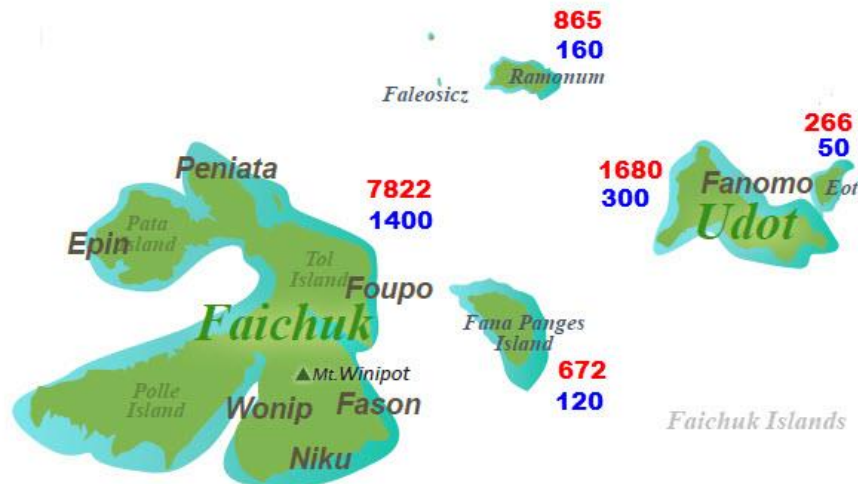 865
160
Ramonum
Faleosicz
266
50
Eot
1680
300
Fanomo
Udot
Peniata
7822
1400
Pata
Island
Epin
Tol
Island
Foupo
Faichuk
Fana Panges
Island
672
120
Mt.Winipot
Polle
Island
Wonip
Fason
Niku
Faichuk Islands